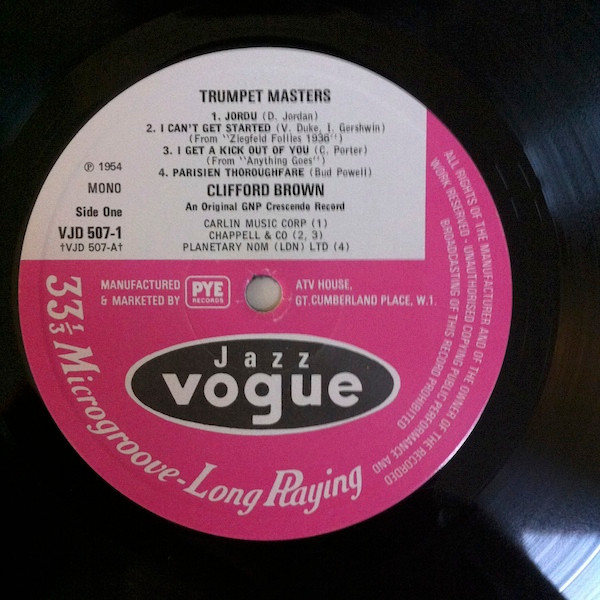 TRUMPET MASTERS
1. JORDU (D. Jordan)
2. I CAN'T GET STARTED (V. Duke, I. Gershwin)
(From "Ziegfeld Follies 1936")
3. I GET A KICK OUT OF YOU (C. Porter)
(From "Anything Goes")
4. PARISIEN THOROUGHFARE (Bud Powell)
CLIFFORD BROWN
An Original GNP Crescendo Record
CARLIN MUSIC CORP (1)
CHAPPELL & CO (2, 3)
PLANETARY NOM (LDN) LTD (4)
℗ 1954
MONO
Side One
VJD 507-1
†VJD 507-A†
MANUFACTURED
& MARKETED BY
PYE
RECORDS
ATV HOUSE,
GT. CUMBERLAND PLACE, W.1.
Jazz
vogue
33⅓ Microgroove-Long Playing
ALL RIGHTS OF THE MANUFACTURER AND OF THE OWNER OF THE RECORDED
WORK RESERVED - UNAUTHORISED COPYING PUBLIC PERFORMANCE AND
BROADCASTING OF THIS RECORD PROHIBITED